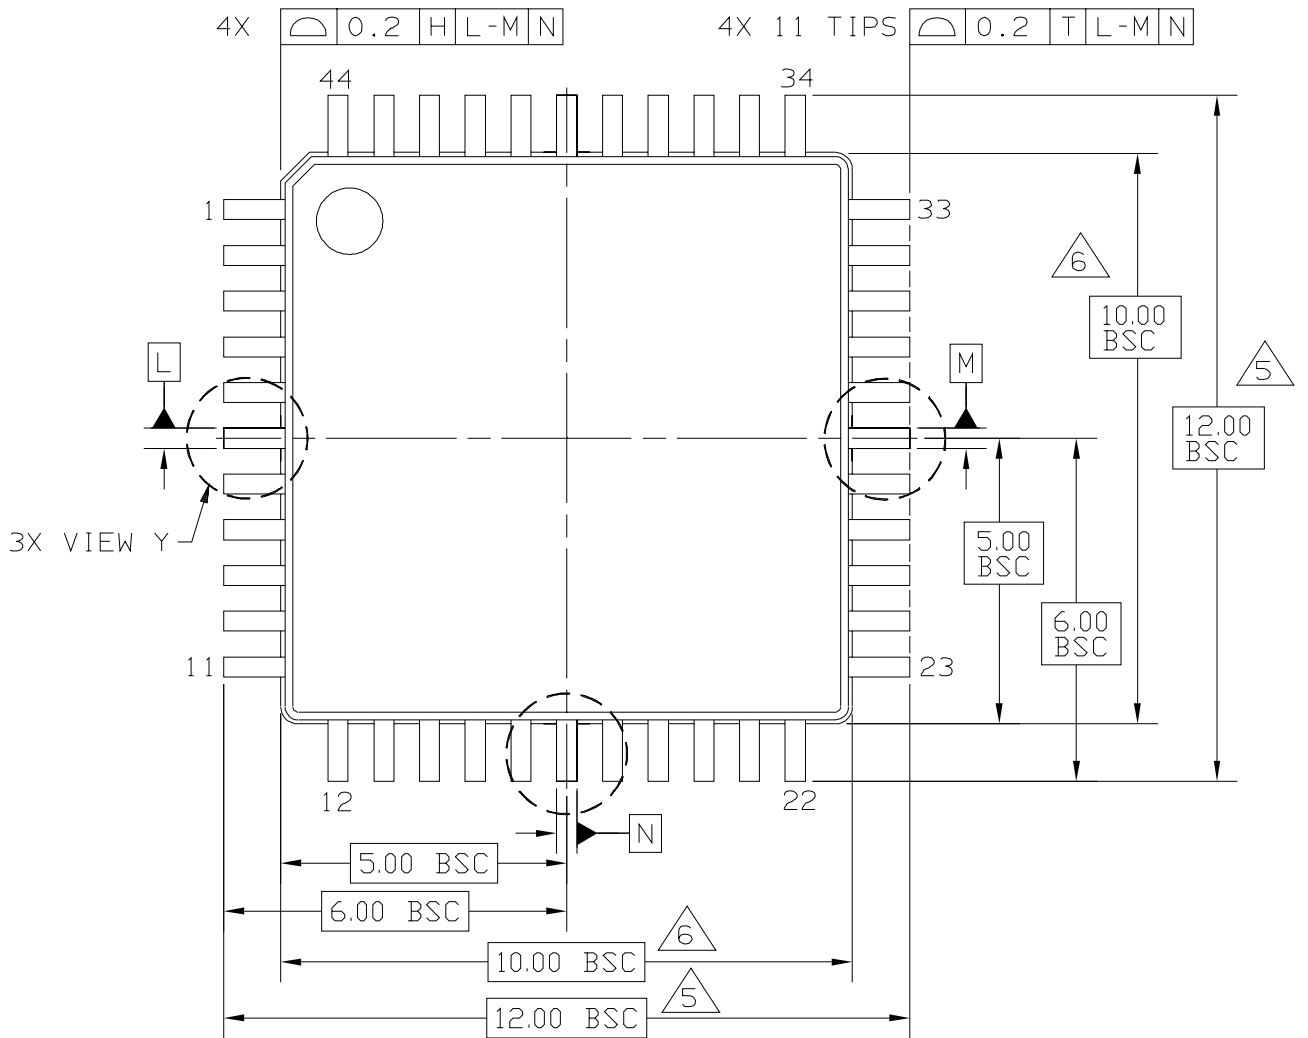 4X 0.2 H L-M N
4X 11 TIPS 0.2 T L-M N
44
34
1
33
6
10.00
BSC
L
M
5
12.00
BSC
3X VIEW Y
5.00
BSC
6.00
BSC
11
23
12
22
N
5.00 BSC
6.00 BSC
6
10.00 BSC
5
12.00 BSC